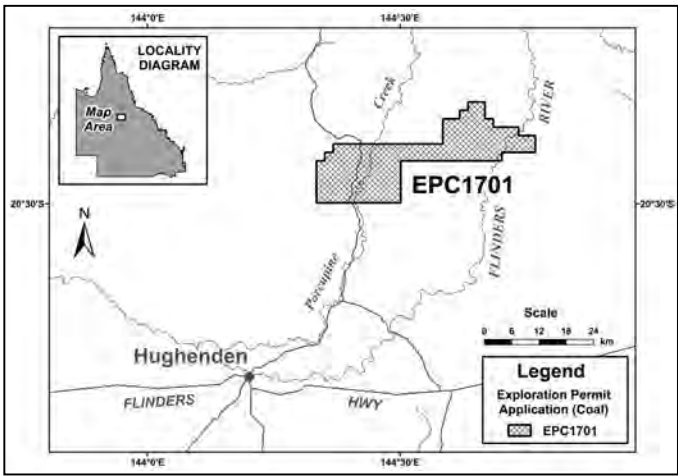 144°0'E
144°30'E
LOCALITY
DIAGRAM
Map
Area
Creek
RIVER
EPC1701
20°30'S
20°30'S
N
FLINDERS
Porcupine
Scale
0 6 12 18 24
km
Hughenden
Legend
Exploration Permit
Application (Coal)
EPC1701
FLINDERS HWY
144°0'E
144°30'E